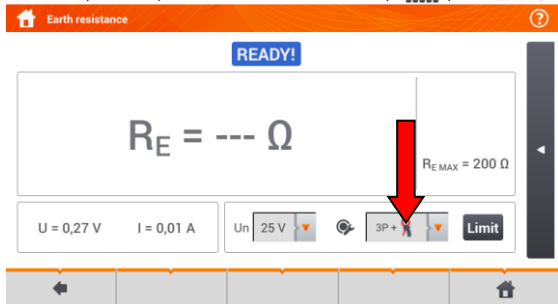 Earth resistance
?
READY!
RE = --- Ω
RE MAX = 200 Ω
U = 0,27 V I = 0,01 A Un 25 V 3P + Limit